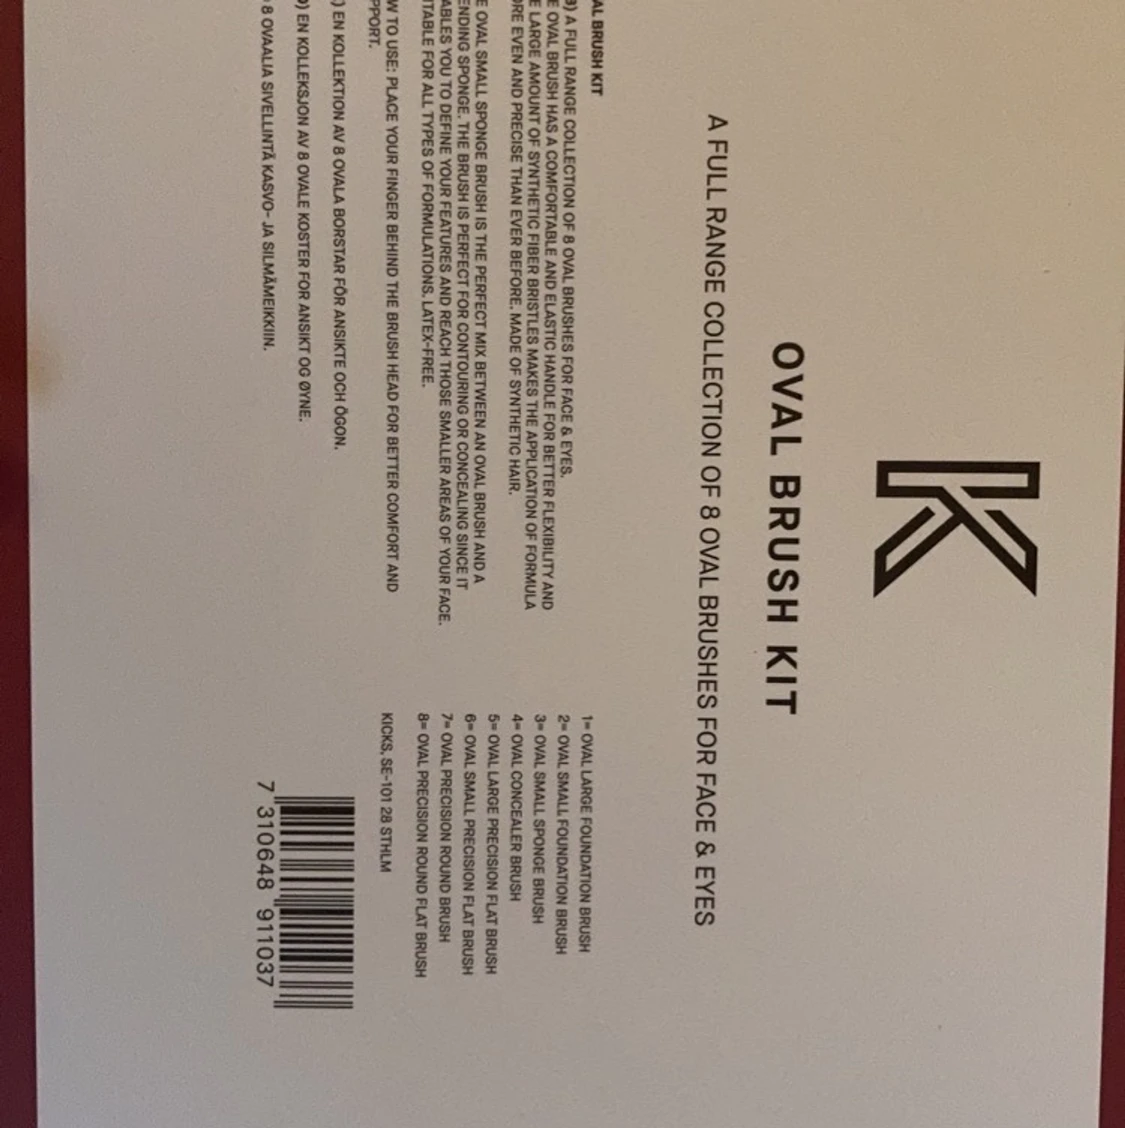 K
OVAL BRUSH KIT
A FULL RANGE COLLECTION OF 8 OVAL BRUSHES FOR FACE & EYES
BRUSH KIT
A FULL RANGE COLLECTION OF 8 OVAL BRUSHES FOR FACE & EYES.
OVAL BRUSH HAS A COMFORTABLE AND ELASTIC HANDLE FOR BETTER FLEXIBILITY AND
LARGE AMOUNT OF SYNTHETIC FIBER BRISTLES MAKES THE APPLICATION OF FORMULA
EVEN AND PRECISE THAN EVER BEFORE. MADE OF SYNTHETIC HAIR.
OVAL SMALL SPONGE BRUSH IS THE PERFECT MIX BETWEEN AN OVAL BRUSH AND A
SPONGE. THE BRUSH IS PERFECT FOR CONTOURING OR CONCEALING SINCE IT
YOU TO DEFINE YOUR FEATURES AND REACH THOSE SMALLER AREAS OF YOUR FACE.
FOR ALL TYPES OF FORMULATIONS. LATEX-FREE.
TO USE: PLACE YOUR FINGER BEHIND THE BRUSH HEAD FOR BETTER COMFORT AND
PPORT.
) EN KOLLEKTION AV 8 OVALA BORSTAR FÖR ANSIKTE OCH ÖGON.
) EN KOLLEKSJON AV 8 OVALE KOSTER FOR ANSIKT OG ØYNE.
8 OVAALIA SIVELLINTÄ KASVO- JA SILMÄMEIKKIIN.
1= OVAL LARGE FOUNDATION BRUSH
2= OVAL SMALL FOUNDATION BRUSH
3= OVAL SMALL SPONGE BRUSH
4= OVAL CONCEALER BRUSH
5= OVAL LARGE PRECISION FLAT BRUSH
6= OVAL SMALL PRECISION FLAT BRUSH
7= OVAL PRECISION ROUND BRUSH
8= OVAL PRECISION ROUND FLAT BRUSH
KICKS, SE-101 28 STHLM
7 310648 911037